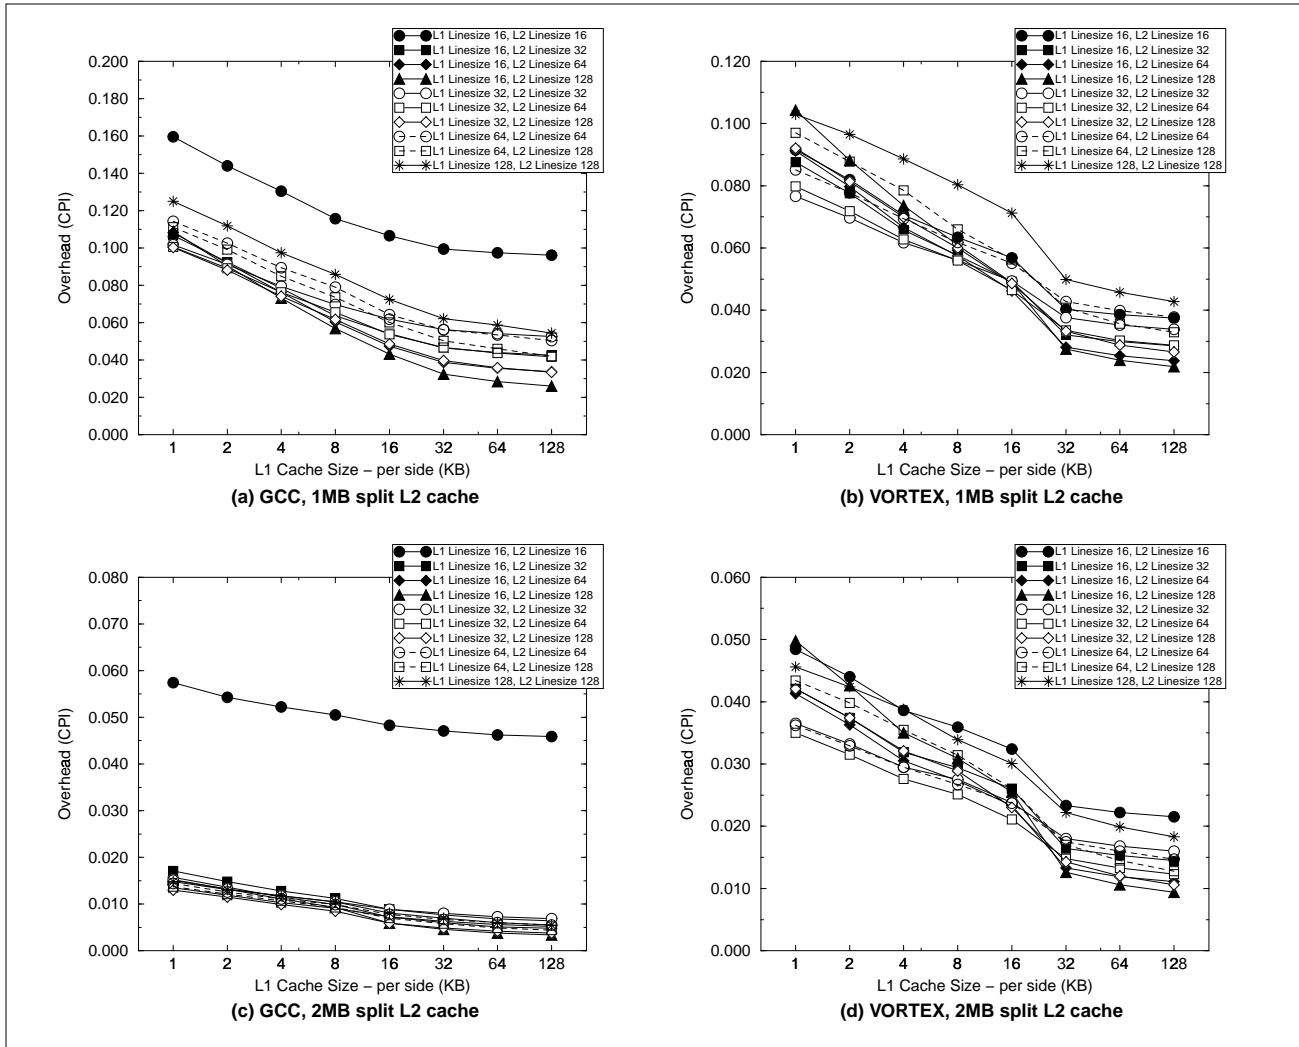 L1 Linesize 16, L2 Linesize 16
L1 Linesize 16, L2 Linesize 32
L1 Linesize 16, L2 Linesize 64
L1 Linesize 16, L2 Linesize 128
L1 Linesize 32, L2 Linesize 32
L1 Linesize 32, L2 Linesize 64
L1 Linesize 32, L2 Linesize 128
L1 Linesize 64, L2 Linesize 64
L1 Linesize 64, L2 Linesize 128
L1 Linesize 128, L2 Linesize 128
0.200
0.180
0.160
0.140
0.120
0.100
0.080
0.060
0.040
0.020
0.000
Overhead (CPI)
1 2 4 8 16 32 64 128
L1 Cache Size – per side (KB)
(a) GCC, 1MB split L2 cache
L1 Linesize 16, L2 Linesize 16
L1 Linesize 16, L2 Linesize 32
L1 Linesize 16, L2 Linesize 64
L1 Linesize 16, L2 Linesize 128
L1 Linesize 32, L2 Linesize 32
L1 Linesize 32, L2 Linesize 64
L1 Linesize 32, L2 Linesize 128
L1 Linesize 64, L2 Linesize 64
L1 Linesize 64, L2 Linesize 128
L1 Linesize 128, L2 Linesize 128
0.120
0.100
0.080
0.060
0.040
0.020
0.000
Overhead (CPI)
1 2 4 8 16 32 64 128
L1 Cache Size – per side (KB)
(b) VORTEX, 1MB split L2 cache
L1 Linesize 16, L2 Linesize 16
L1 Linesize 16, L2 Linesize 32
L1 Linesize 16, L2 Linesize 64
L1 Linesize 16, L2 Linesize 128
L1 Linesize 32, L2 Linesize 32
L1 Linesize 32, L2 Linesize 64
L1 Linesize 32, L2 Linesize 128
L1 Linesize 64, L2 Linesize 64
L1 Linesize 64, L2 Linesize 128
L1 Linesize 128, L2 Linesize 128
0.080
0.070
0.060
0.050
0.040
0.030
0.020
0.010
0.000
Overhead (CPI)
1 2 4 8 16 32 64 128
L1 Cache Size – per side (KB)
(c) GCC, 2MB split L2 cache
L1 Linesize 16, L2 Linesize 16
L1 Linesize 16, L2 Linesize 32
L1 Linesize 16, L2 Linesize 64
L1 Linesize 16, L2 Linesize 128
L1 Linesize 32, L2 Linesize 32
L1 Linesize 32, L2 Linesize 64
L1 Linesize 32, L2 Linesize 128
L1 Linesize 64, L2 Linesize 64
L1 Linesize 64, L2 Linesize 128
L1 Linesize 128, L2 Linesize 128
0.060
0.050
0.040
0.030
0.020
0.010
0.000
Overhead (CPI)
1 2 4 8 16 32 64 128
L1 Cache Size – per side (KB)
(d) VORTEX, 2MB split L2 cache